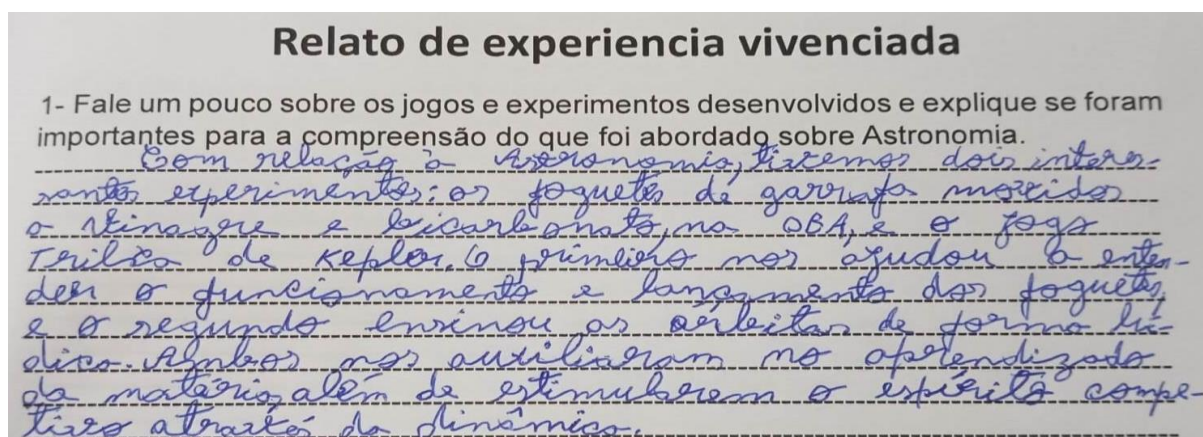 Relato de experiencia vivenciada
1- Fale um pouco sobre os jogos e experimentos desenvolvidos e explique se foram
importantes para a compreensão do que foi abordado sobre Astronomia.
Com relação à Astronomia, tivemos dois interes-
santes experimentos: os foguetes de garrafa movidos
a vinagre e bicarbonato, na OBA, e o jogo
Trilha de Kepler. O primeiro nos ajudou a enten-
der o funcionamento e lançamento dos foguetes,
e o segundo ensinou as órbitas de forma lú-
dica. Ambos nos auxiliaram no aprendizado
da matéria, além de estimularem o espírito compe-
tivo através da dinâmica.